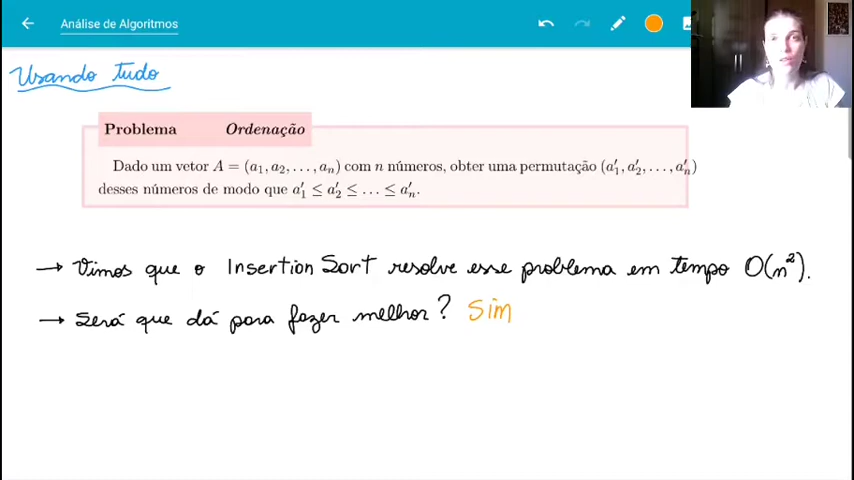 Análise de Algoritmos
Usando tudo
Problema Ordenação
Dado um vetor A = (a₁, a₂, . . . , aₙ) com n números, obter uma permutação (a′₁, a′₂, . . . , a′ₙ)
desses números de modo que a′₁ ≤ a′₂ ≤ . . . ≤ a′ₙ.
→ Vimos que o Insertion Sort resolve esse problema em tempo O(n²).
→ Será que dá para fazer melhor? Sim